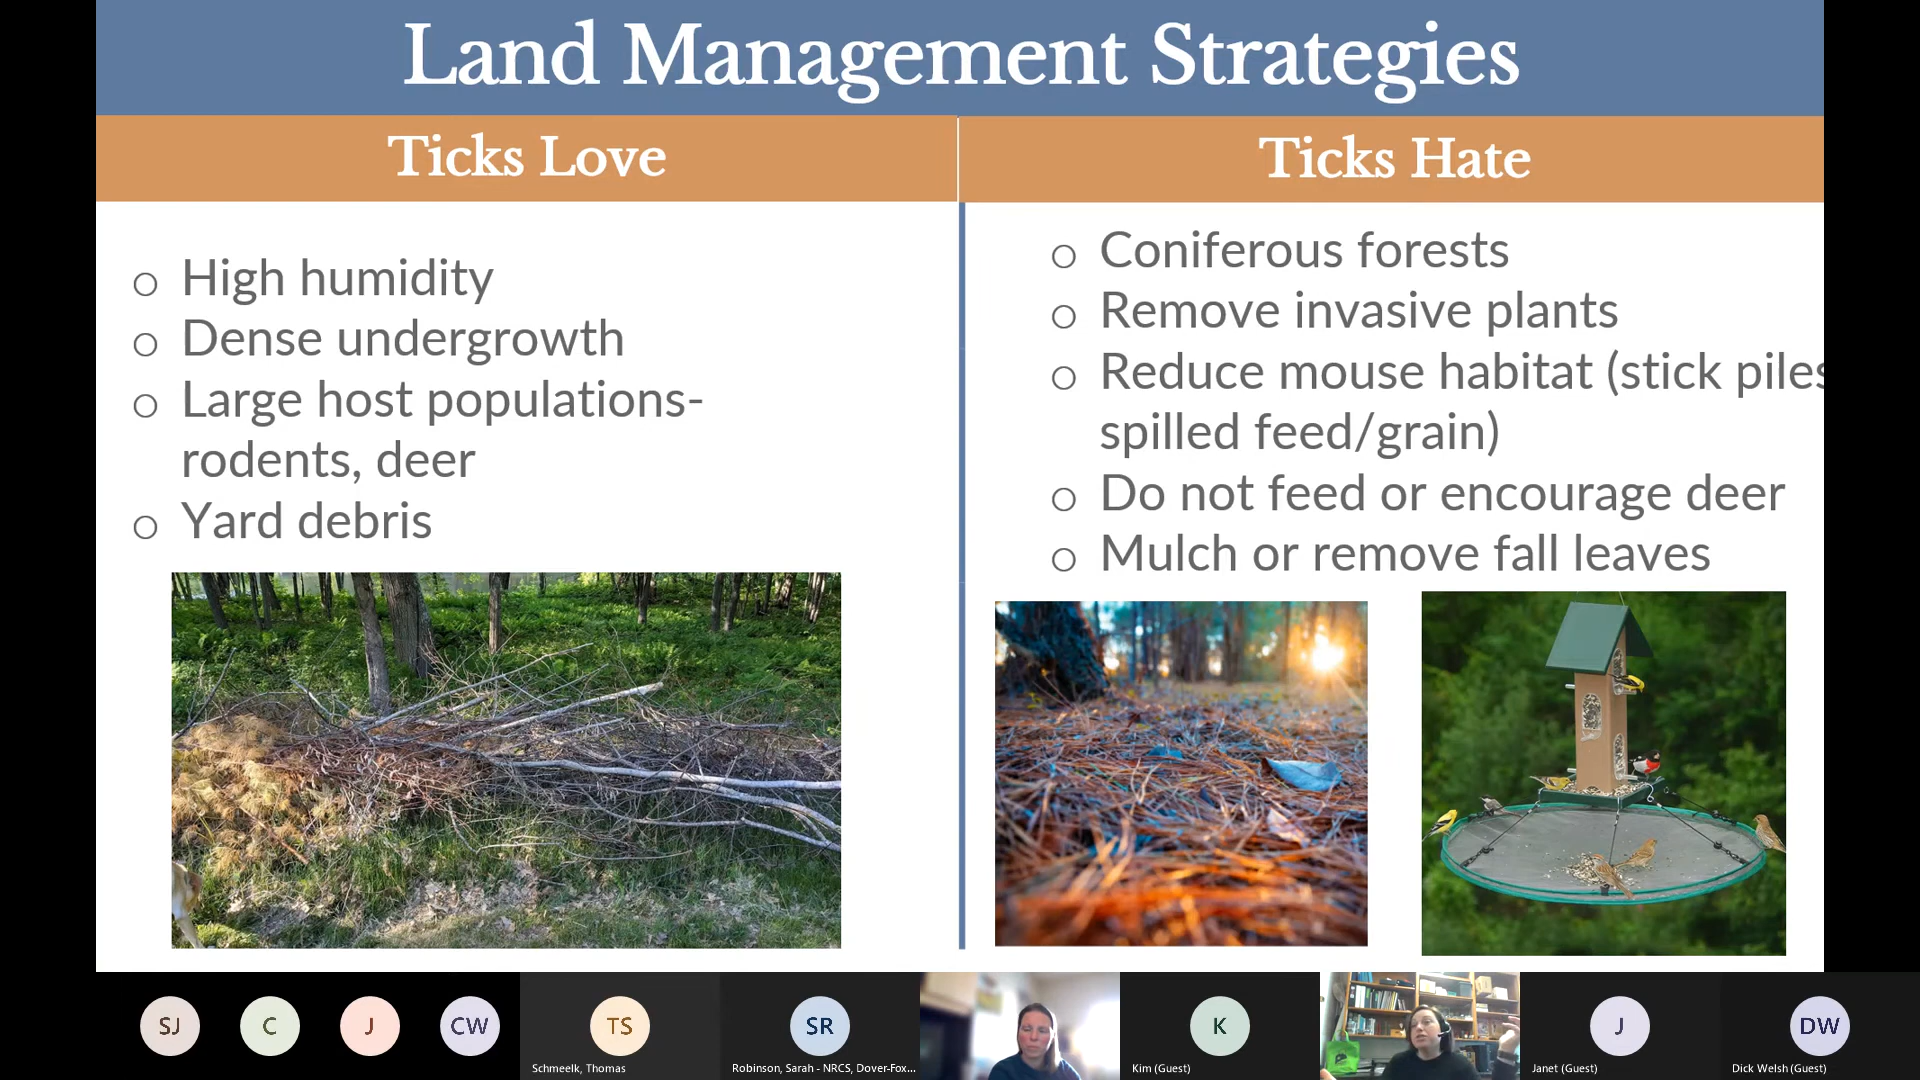 Land Management Strategies
Ticks Love
Ticks Hate
○ High humidity
○ Dense undergrowth
○ Large host populations-
rodents, deer
○ Yard debris
○ Coniferous forests
○ Remove invasive plants
○ Reduce mouse habitat (stick piles
spilled feed/grain)
○ Do not feed or encourage deer
○ Mulch or remove fall leaves
SJ
C
J
CW
TS
Schmeelk, Thomas
SR
Robinson, Sarah - NRCS, Dover-Fox...
K
Kim (Guest)
J
Janet (Guest)
DW
Dick Welsh (Guest)